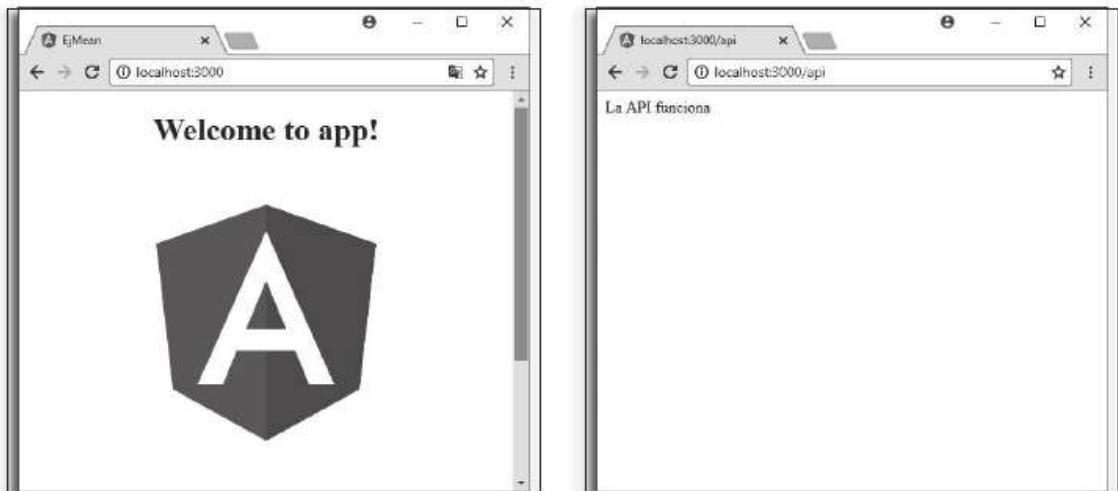 EjMean
localhost:3000
Welcome to app!
A
localhost:3000/api
localhost:3000/api
La API funciona